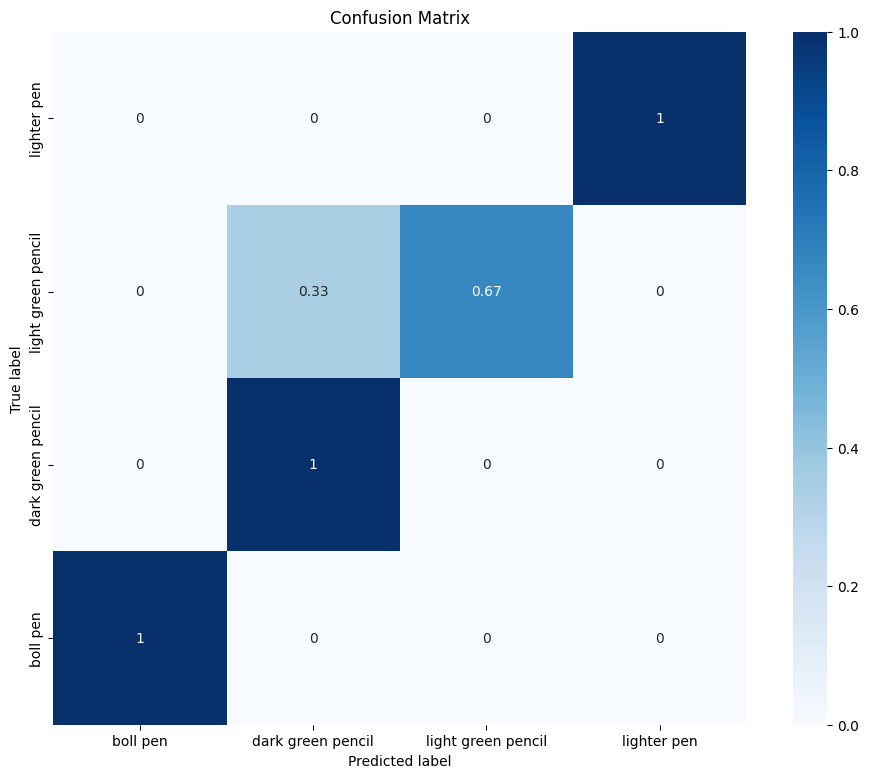 Confusion Matrix
1.0
lighter pen
0 0 0 1
0.8
light green pencil
0 0.33 0.67 0
0.6
True label
0.4
dark green pencil
0 1 0 0
0.2
boll pen
1 0 0 0
0.0
boll pen dark green pencil light green pencil lighter pen
Predicted label